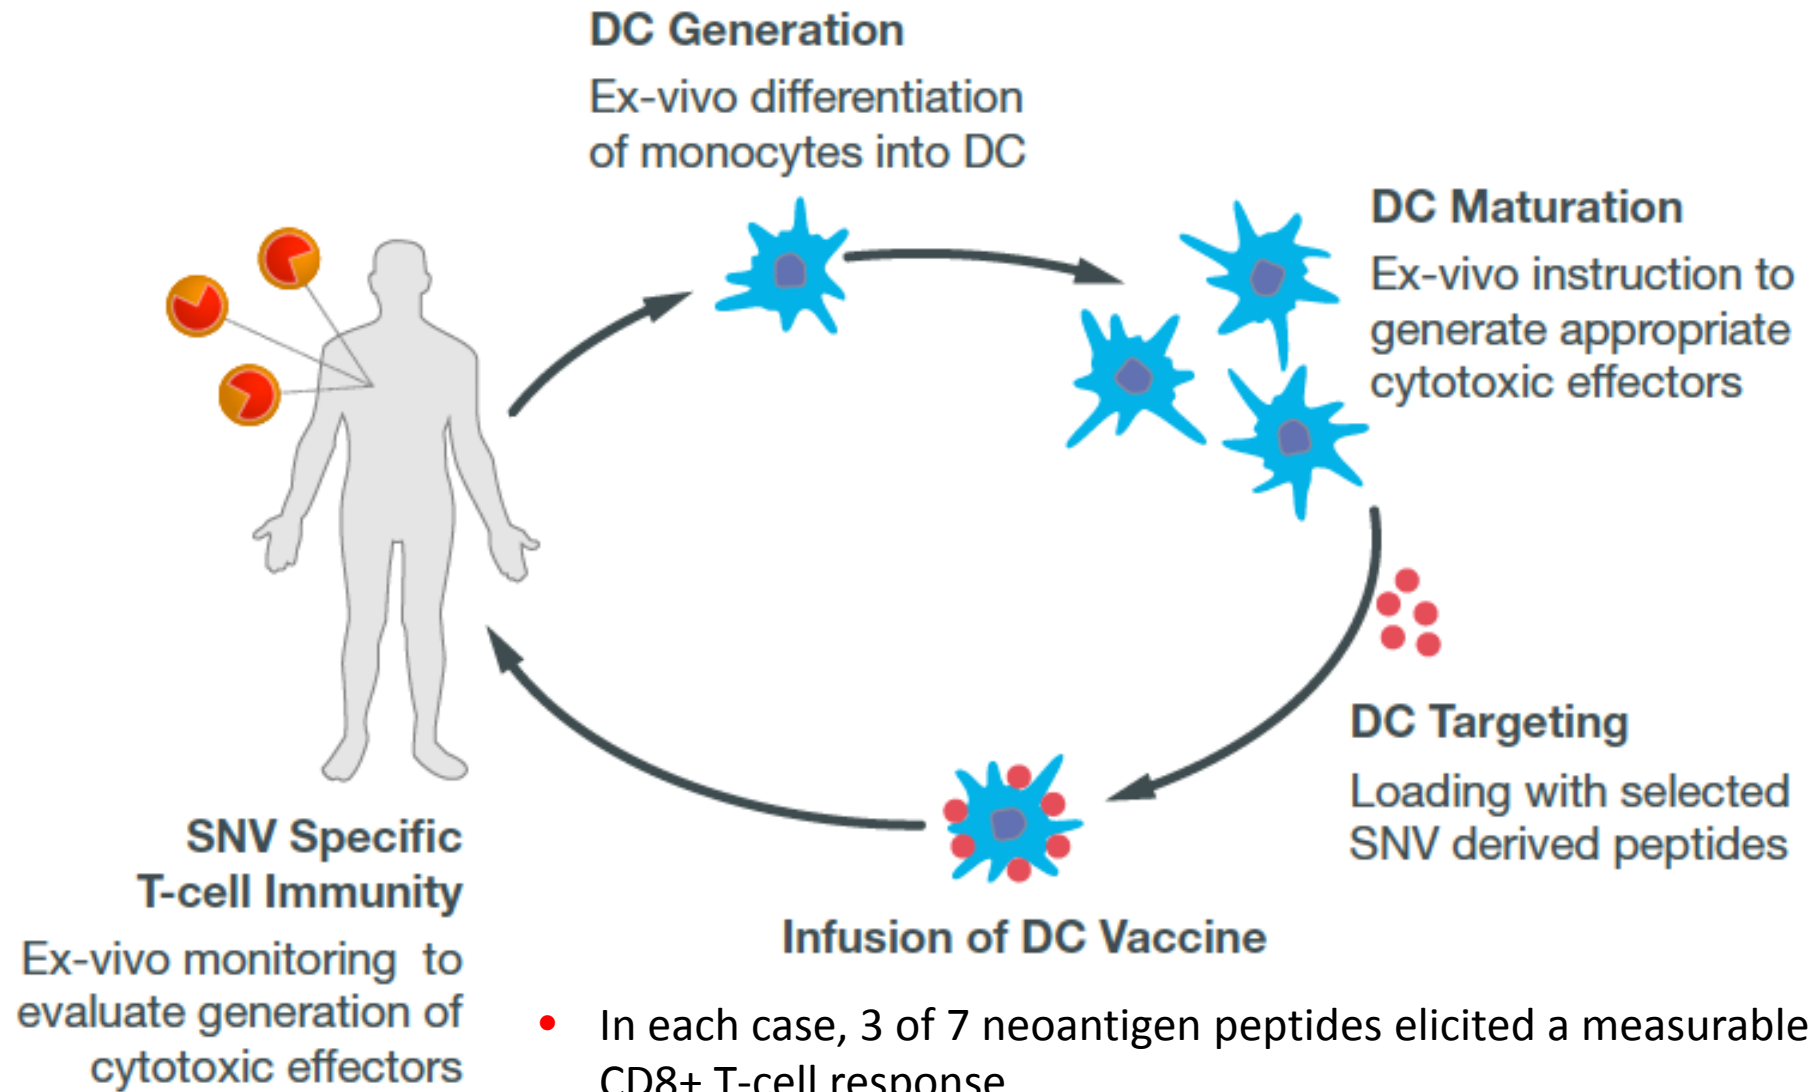 DC Generation
Ex-vivo differentiation
of monocytes into DC
DC Maturation
Ex-vivo instruction to
generate appropriate
cytotoxic effectors
DC Targeting
Loading with selected
SNV derived peptides
Infusion of DC Vaccine
SNV Specific
T-cell Immunity
Ex-vivo monitoring to
evaluate generation of
cytotoxic effectors
• In each case, 3 of 7 neoantigen peptides elicited a measurable
CD8+ T-cell response